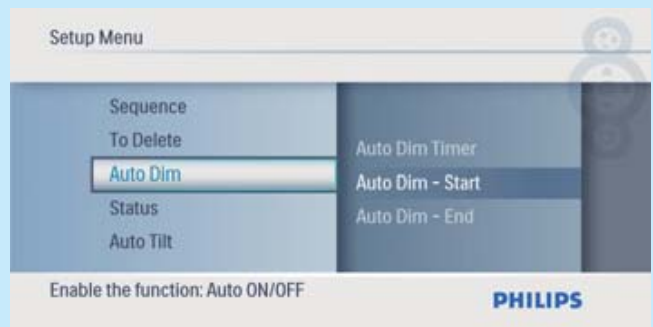 Setup Menu
Sequence
To Delete
Auto Dim
Status
Auto Tilt
Auto Dim Timer
Auto Dim - Start
Auto Dim - End
Enable the function: Auto ON/OFF
PHILIPS